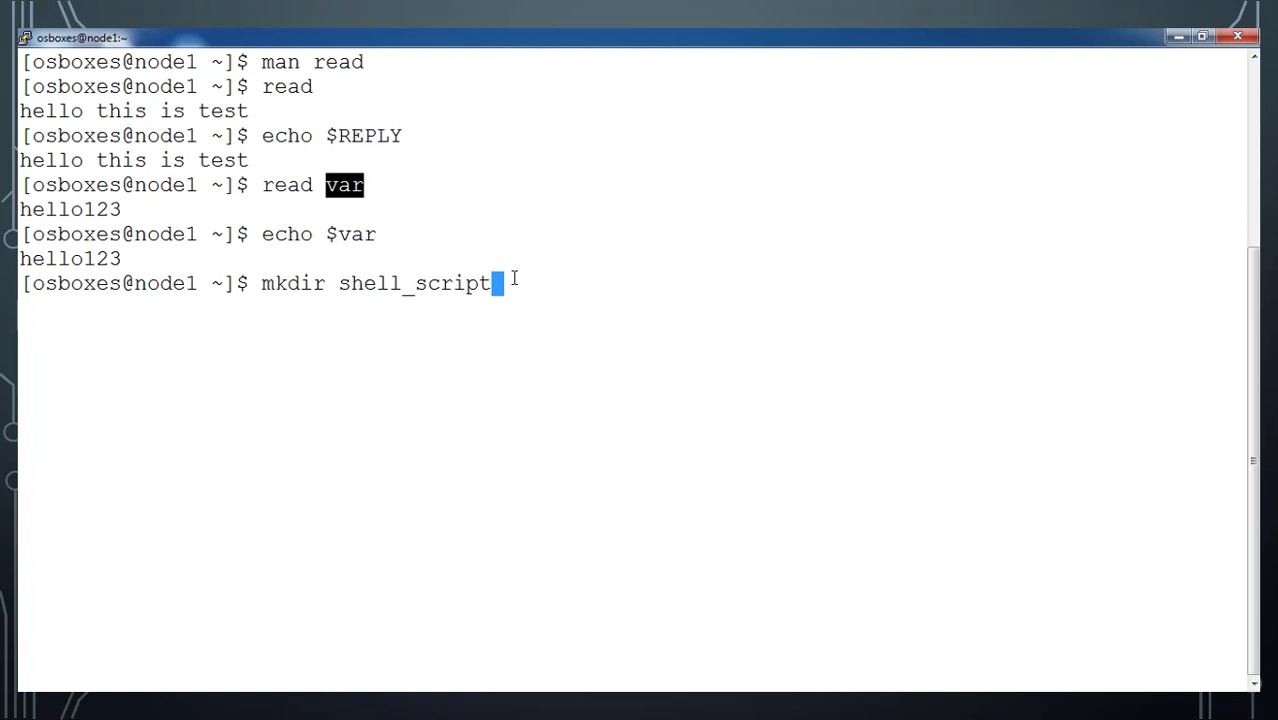 osboxes@node1:~
[osboxes@node1 ~]$ man read
[osboxes@node1 ~]$ read
hello this is test
[osboxes@node1 ~]$ echo $REPLY
hello this is test
[osboxes@node1 ~]$ read var
hello123
[osboxes@node1 ~]$ echo $var
hello123
[osboxes@node1 ~]$ mkdir shell_script